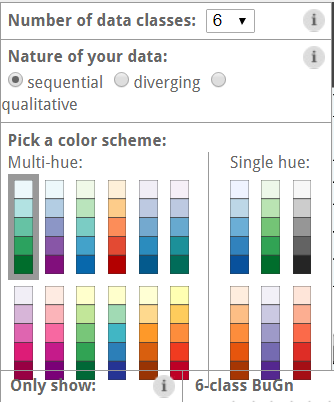 Number of data classes: 6
Nature of your data:
sequential diverging
qualitative
Pick a color scheme:
Multi-hue: Single hue:
Only show: 6-class BuGn